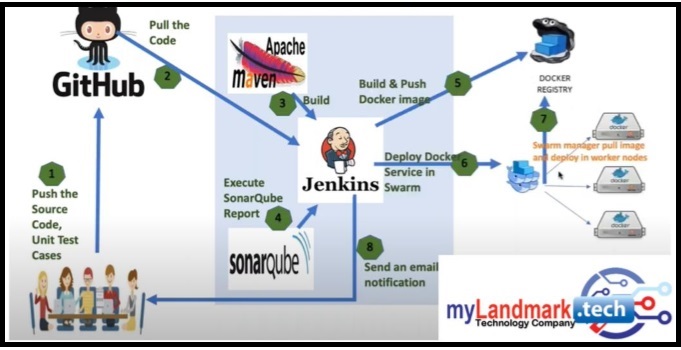 Pull the
Code
2
GitHub
1
Push the
Source
Code,
Unit Test
Cases
Apache
maven
3
Build
Jenkins
Execute
SonarQube
Report
4
sonarqube
Build & Push
Docker image
5
DOCKER
REGISTRY
7
docker
Swarm manager pull image
and deploy in worker nodes
docker
docker
Deploy Docker
Service in
Swarm
6
8
Send an email
notification
myLandmark.tech
Technology Company